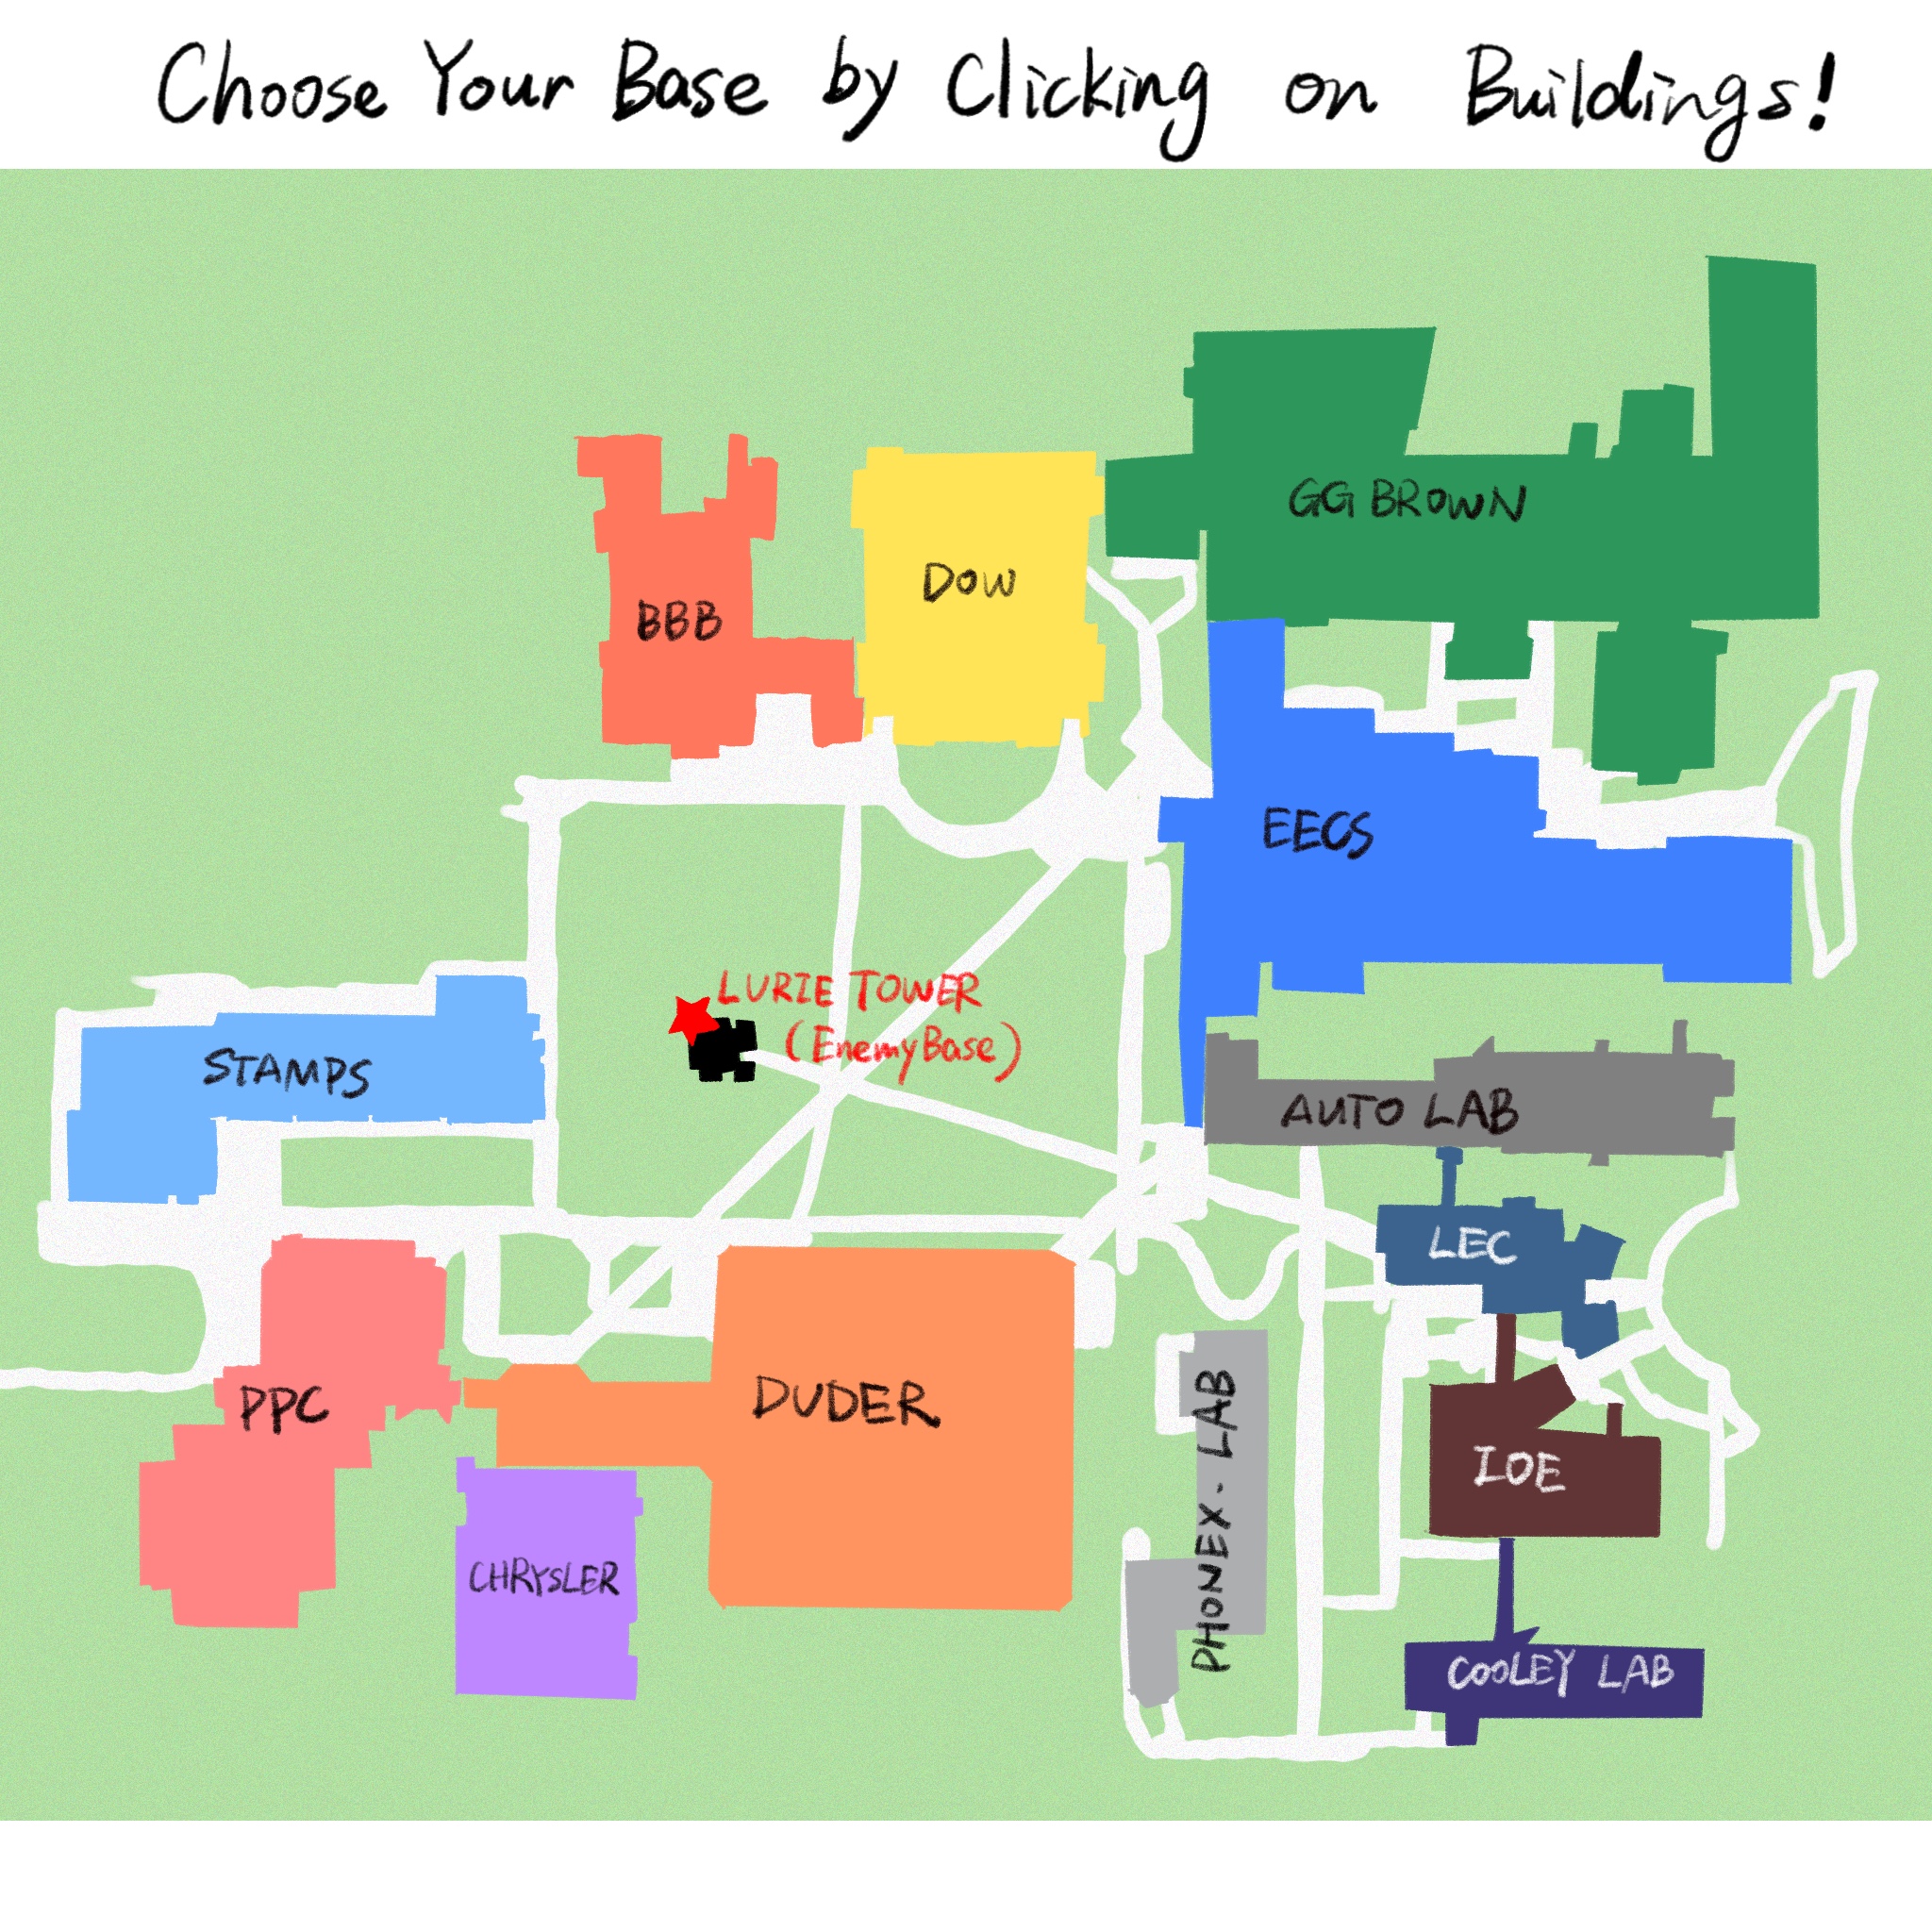 Choose Your Base by Clicking on Buildings!
GG BROWN
DOW
BBB
EECS
LURIE TOWER
(Enemy Base)
STAMPS
AUTO LAB
LEC
PPC
DUDER
PHONEX-LAB
IOE
CHRYSLER
COOLEY LAB